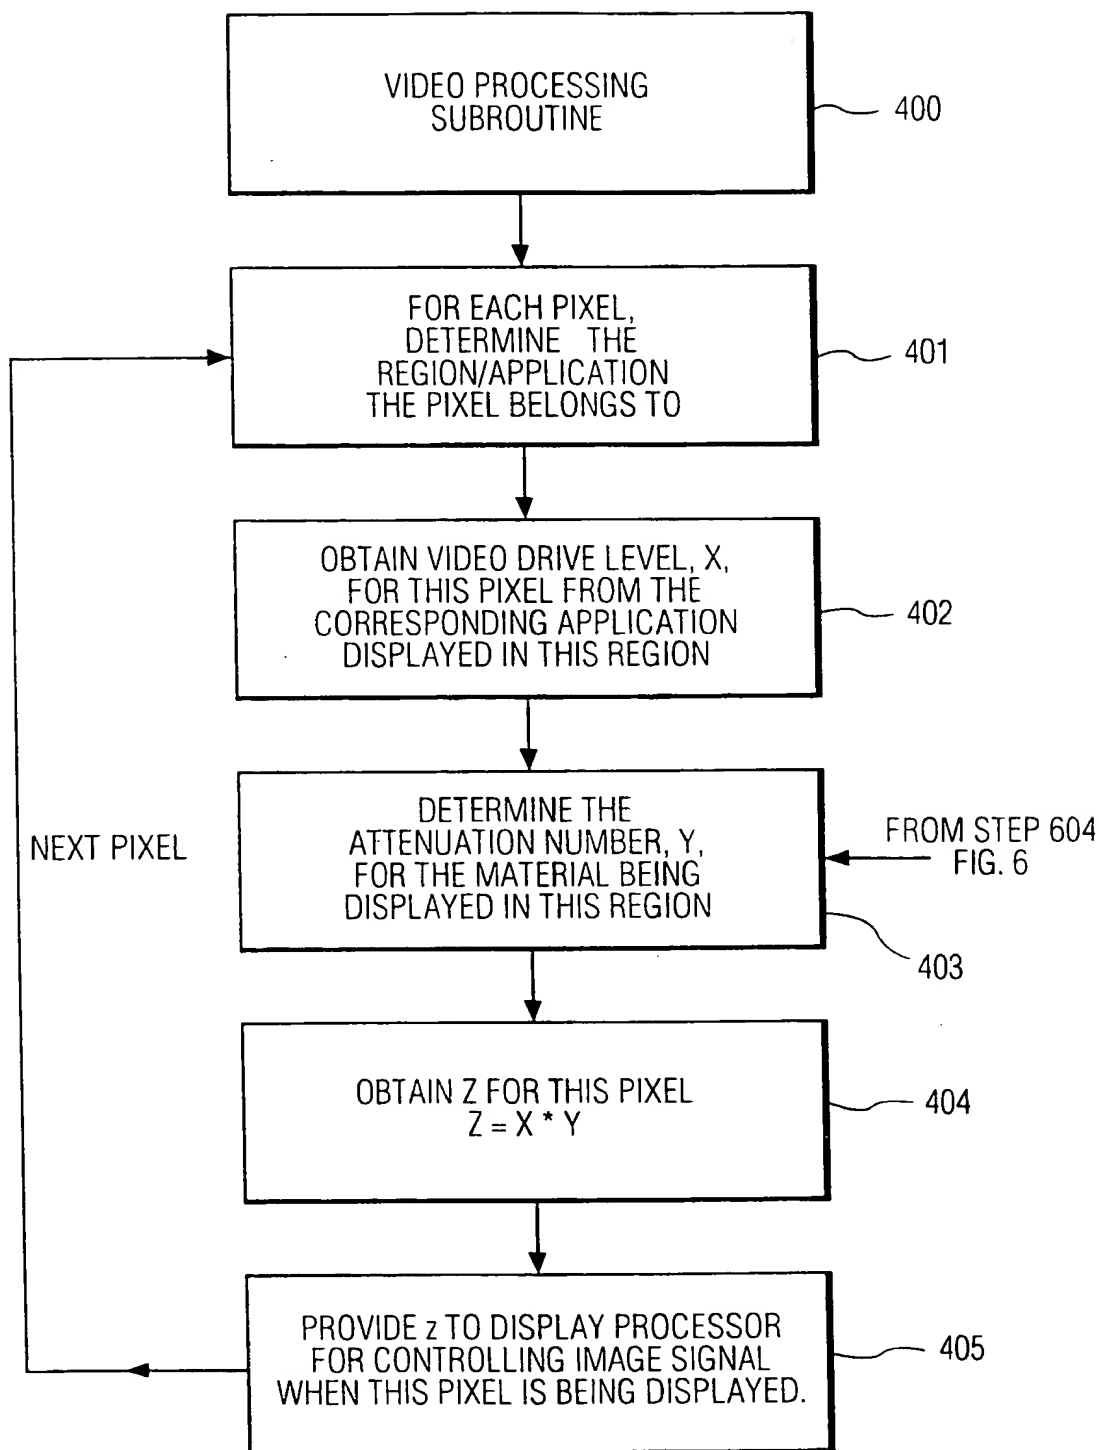 VIDEO PROCESSING
SUBROUTINE
400
FOR EACH PIXEL,
DETERMINE THE
REGION/APPLICATION
THE PIXEL BELONGS TO
401
OBTAIN VIDEO DRIVE LEVEL, X,
FOR THIS PIXEL FROM THE
CORRESPONDING APPLICATION
DISPLAYED IN THIS REGION
402
NEXT PIXEL
DETERMINE THE
ATTENUATION NUMBER, Y,
FOR THE MATERIAL BEING
DISPLAYED IN THIS REGION
FROM STEP 604
FIG. 6
403
OBTAIN Z FOR THIS PIXEL
Z = X * Y
404
PROVIDE z TO DISPLAY PROCESSOR
FOR CONTROLLING IMAGE SIGNAL
WHEN THIS PIXEL IS BEING DISPLAYED.
405